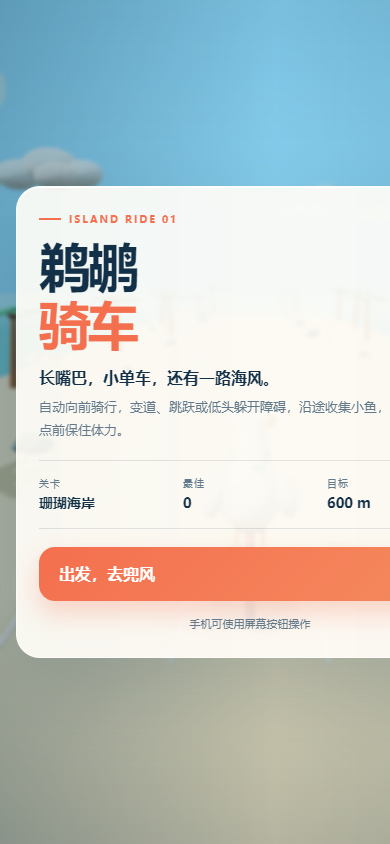 ISLAND RIDE 01
鹈鹕
骑车
长嘴巴，小单车，还有一路海风。
自动向前骑行，变道、跳跃或低头躲开障碍，沿途收集小鱼，
点前保住体力。
关卡 最佳 目标
珊瑚海岸 0 600 m
出发，去兜风
手机可使用屏幕按钮操作